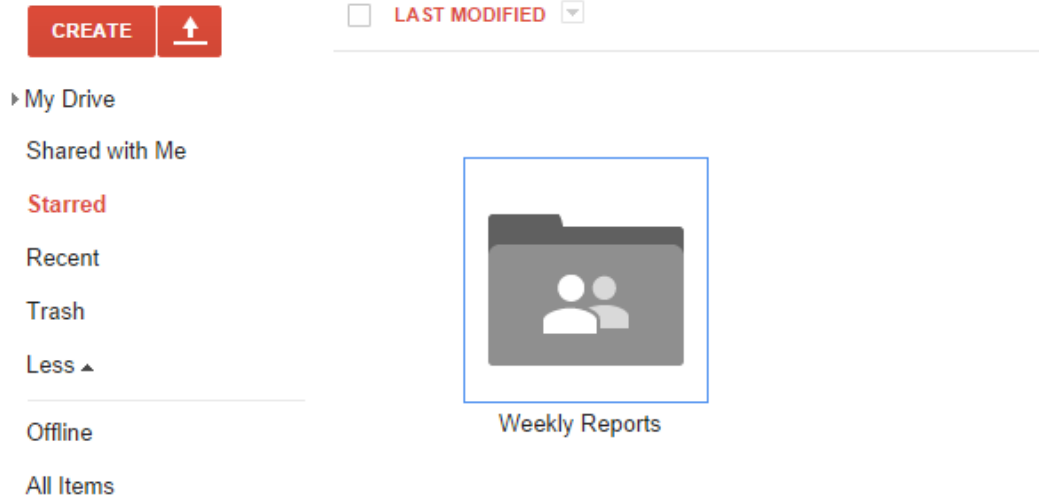 CREATE
LAST MODIFIED
My Drive
Shared with Me
Starred
Recent
Trash
Less
Offline
All Items
Weekly Reports